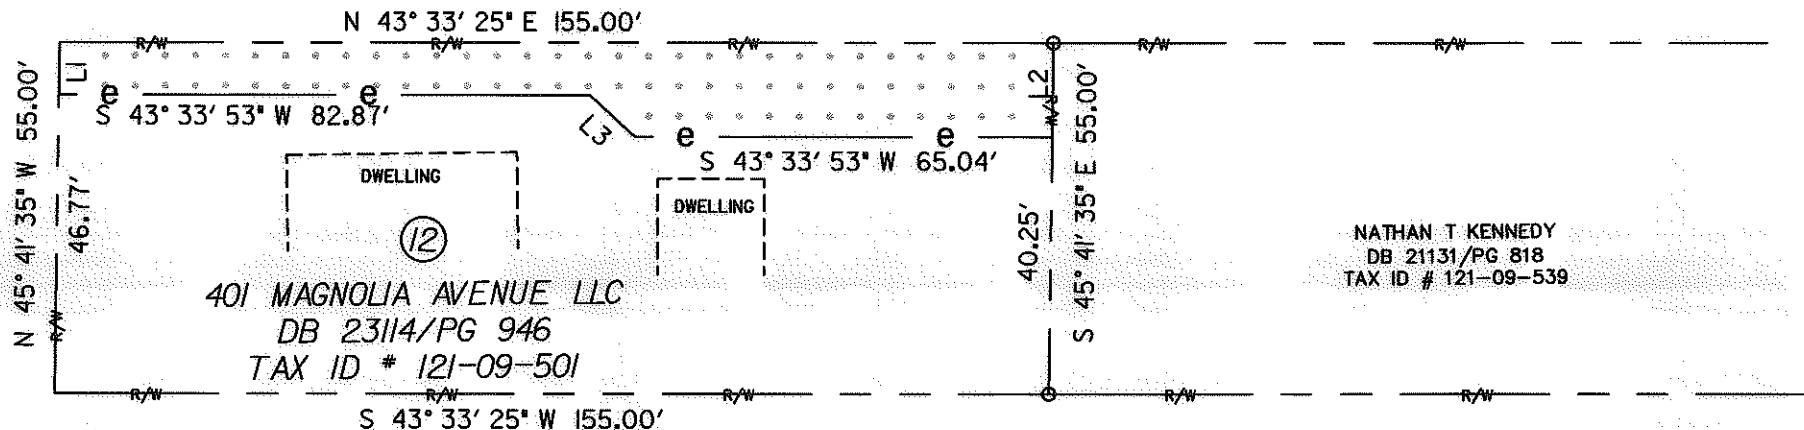 N 43° 33' 25" E 155.00'
R/W R/W R/W R/W R/W
L1
L2
R/W
e e
S 43° 33' 53" W 82.87'
L3
e e
S 43° 33' 53" W 65.04'
N 45° 41' 35" W 55.00'
46.77'
R/W
DWELLING
DWELLING
12
40.25'
S 45° 41' 35" E 55.00'
401 MAGNOLIA AVENUE LLC
DB 23114/PG 946
TAX ID # 121-09-501
NATHAN T KENNEDY
DB 21131/PG 818
TAX ID # 121-09-539
R/W R/W R/W R/W R/W
S 43° 33' 25" W 155.00'